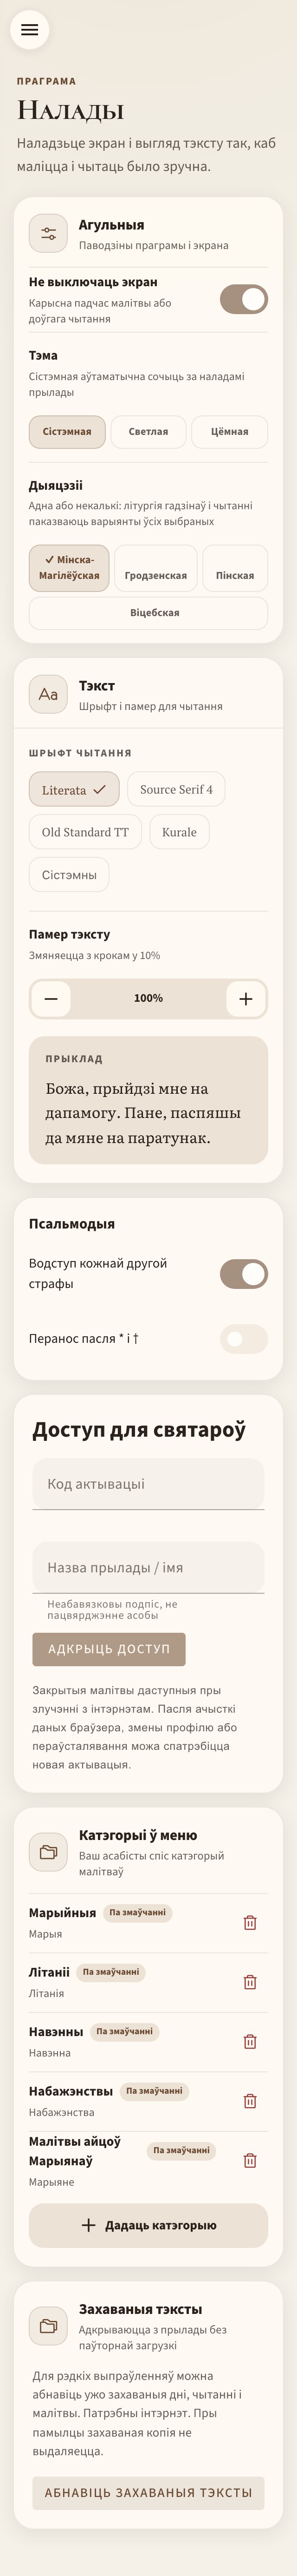 ПРАГРАМА
Налады
Наладзьце экран і выгляд тэксту так, каб
маліцца і чытаць было зручна.
Агульныя
Паводзіны праграмы і экрана
Не выключаць экран
Карысна падчас малітвы або
доўгага чытання
Тэма
Сістэмная аўтаматычна сочыць за наладамі
прылады
Сістэмная
Светлая
Цёмная
Дыяцэзіі
Адна або некалькі: літургія гадзінаў і чытанні
паказваюць варыянты ўсіх выбраных
✓ Мінска-
Магілёўская
Гродзенская
Пінская
Віцебская
Aa
Тэкст
Шрыфт і памер для чытання
ШРЫФТ ЧЫТАННЯ
Literata ✓
Source Serif 4
Old Standard TT
Kurale
Сістэмны
Памер тэксту
Змяняецца з крокам у 10%
− 100% +
ПРЫКЛАД
Божа, прыйдзі мне на
дапамогу. Пане, паспяшы
да мяне на паратунак.
Псальмодыя
Водступ кожнай другой
страфы
Перанос пасля * і †
Доступ для святароў
Код актывацыі
Назва прылады / імя
Неабавязковы подпіс, не
пацвярджэнне асобы
АДКРЫЦЬ ДОСТУП
Закрытыя малітвы даступныя пры
злучэнні з інтэрнэтам. Пасля ачысткі
даных браўзера, змены профілю або
пераўсталявання можа спатрэбіцца
новая актывацыя.
Катэгорыі ў меню
Ваш асабісты спіс катэгорый
малітваў
Марыйныя Па змаўчанні
Марыя
Літаніі Па змаўчанні
Літанія
Навэнны Па змаўчанні
Навэнна
Набажэнствы Па змаўчанні
Набажэнства
Малітвы айцоў
Марыянаў Па змаўчанні
Марыяне
+ Дадаць катэгорыю
Захаваныя тэксты
Адкрываюцца з прылады без
паўторнай загрузкі
Для рэдкіх выпраўленняў можна
абнавіць ужо захаваныя дні, чытанні і
малітвы. Патрэбны інтэрнэт. Пры
памылцы захаваная копія не
выдаляецца.
АБНАВІЦЬ ЗАХАВАНЫЯ ТЭКСТЫ